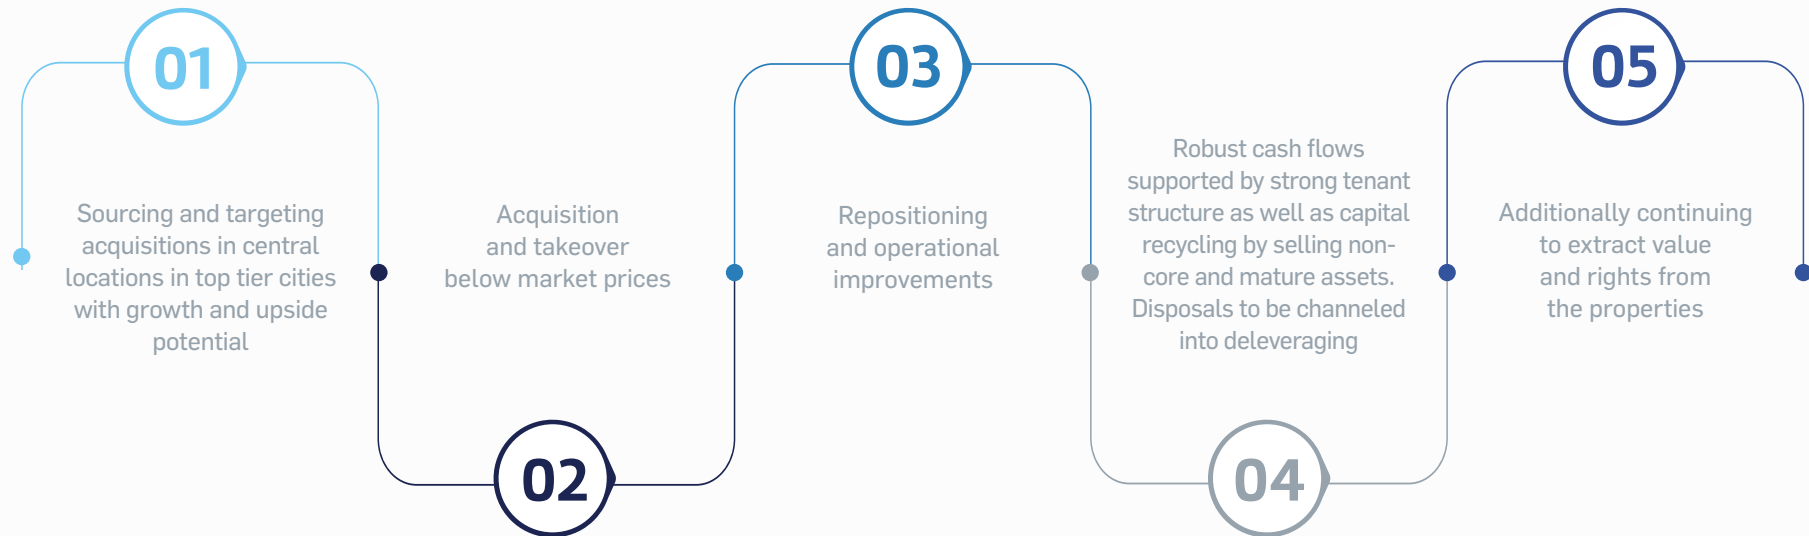 01
Sourcing and targeting
acquisitions in central
locations in top tier cities
with growth and upside
potential
02
Acquisition
and takeover
below market prices
03
Repositioning
and operational
improvements
04
Robust cash flows
supported by strong tenant
structure as well as capital
recycling by selling non-
core and mature assets.
Disposals to be channeled
into deleveraging
05
Additionally continuing
to extract value
and rights from
the properties